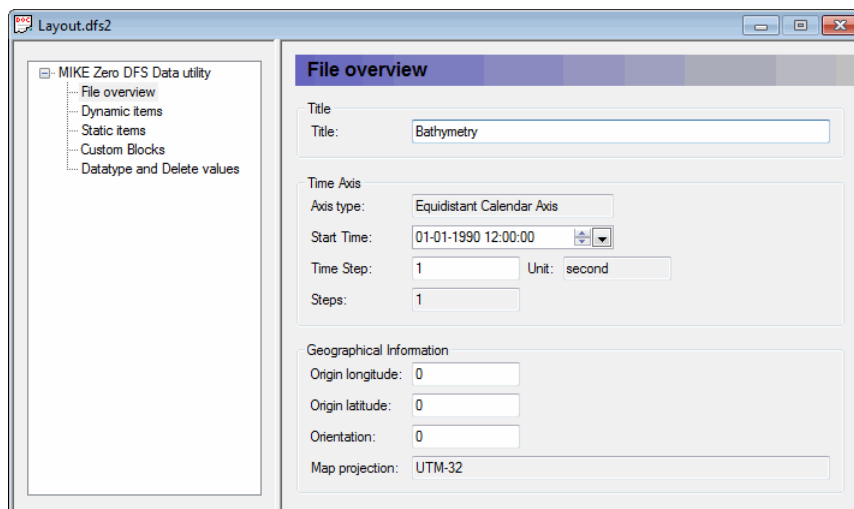 Layout.dfs2
MIKE Zero DFS Data utility
File overview
Dynamic items
Static items
Custom Blocks
Datatype and Delete values
File overview
Title
Title: Bathymetry
Time Axis
Axis type: Equidistant Calendar Axis
Start Time: 01-01-1990 12:00:00
Time Step: 1 Unit: second
Steps: 1
Geographical Information
Origin longitude: 0
Origin latitude: 0
Orientation: 0
Map projection: UTM-32